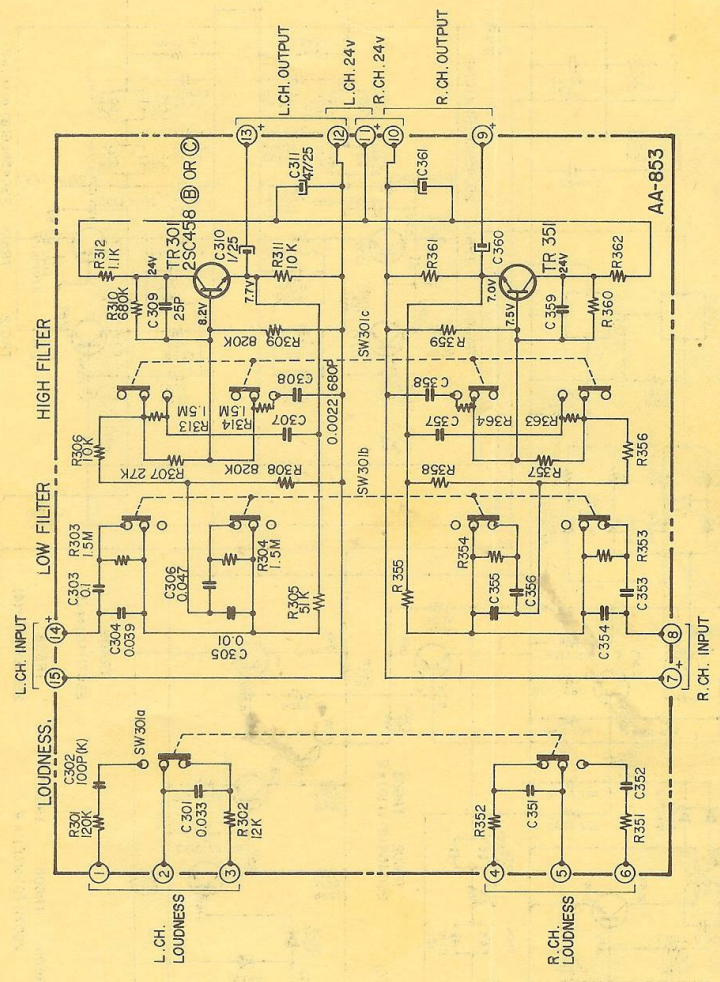 LOUDNESS.
LOW FILTER
HIGH FILTER
L.CH. INPUT
15
14
+
L.CH. OUTPUT
L.CH. 24V
R.CH. 24V
R.CH. OUTPUT
13
+
12
11
+
10
9
+
R301
120K
C302
100P(K)
SW301a
C301
0.033
R302
12K
1
2
3
L.CH.
LOUDNESS
C303
0.1
R303
1.5M
C304
0.039
C306
0.047
R304
1.5M
C305
0.01
R305
51K
R306
10K
R307 27K
R308 820K
R313
1.5M
R314
1.5M
C307
0.0022
C308
680P
SW301b
SW301c
R309 820K
R310
680K
C309
25P
R312
1.1K
24V
TR301
2SC458 Ⓑ OR Ⓒ
8.2V
7.7V
C310
1/25
R311
10K
C311
47/25
R352
C351
R351
C352
4
5
6
R.CH.
LOUDNESS
R355
R354
C355
C356
R353
C353
C354
7
+
8
R.CH. INPUT
R358
C357
C358
R364
R363
R357
R356
R359
R361
C361
C360
7.0V
7.5V
TR 351
24V
C359
R360
R362
AA-853